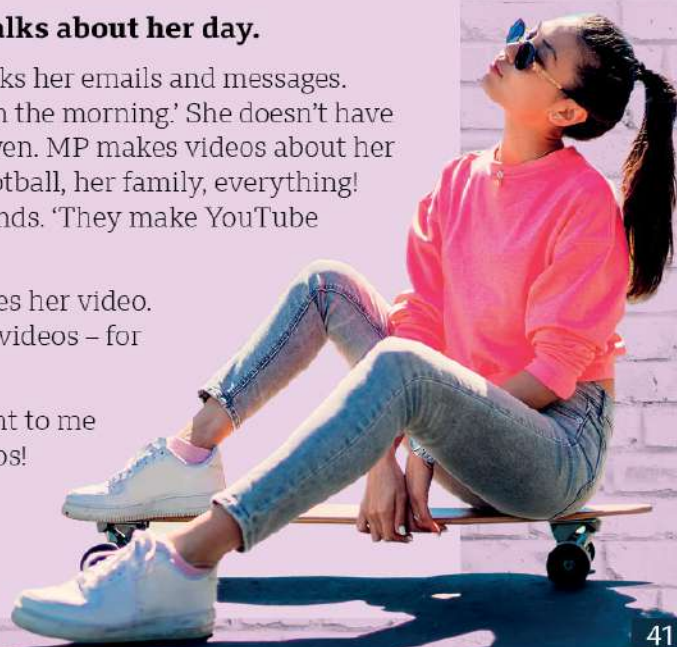 alks about her day.
ks her emails and messages.
n the morning.’ She doesn’t have
ven. MP makes videos about her
otball, her family, everything!
nds. ‘They make YouTube
es her video.
videos – for
nt to me
os!
41